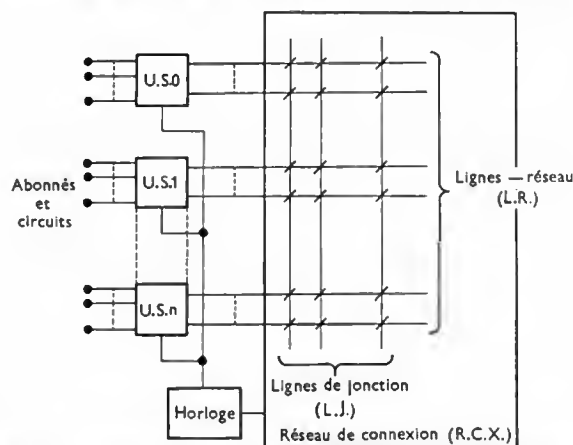 U.S.0
U.S.1
Abonnés
et
circuits
Lignes — réseau
(L.R.)
U.S.n
Lignes de jonction
(L.J.)
Horloge
Réseau de connexion (R.C.X.)